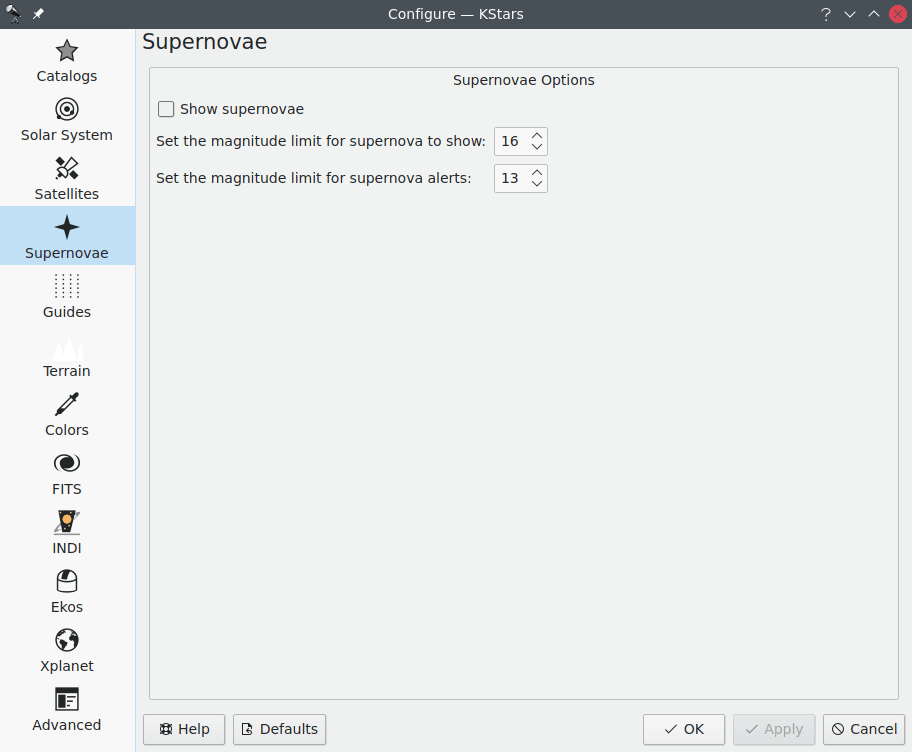 Configure — KStars
Catalogs
Solar System
Satellites
Supernovae
Guides
Terrain
Colors
FITS
INDI
Ekos
Xplanet
Advanced
Supernovae
Supernovae Options
Show supernovae
Set the magnitude limit for supernova to show: 16
Set the magnitude limit for supernova alerts: 13
Help Defaults OK Apply Cancel